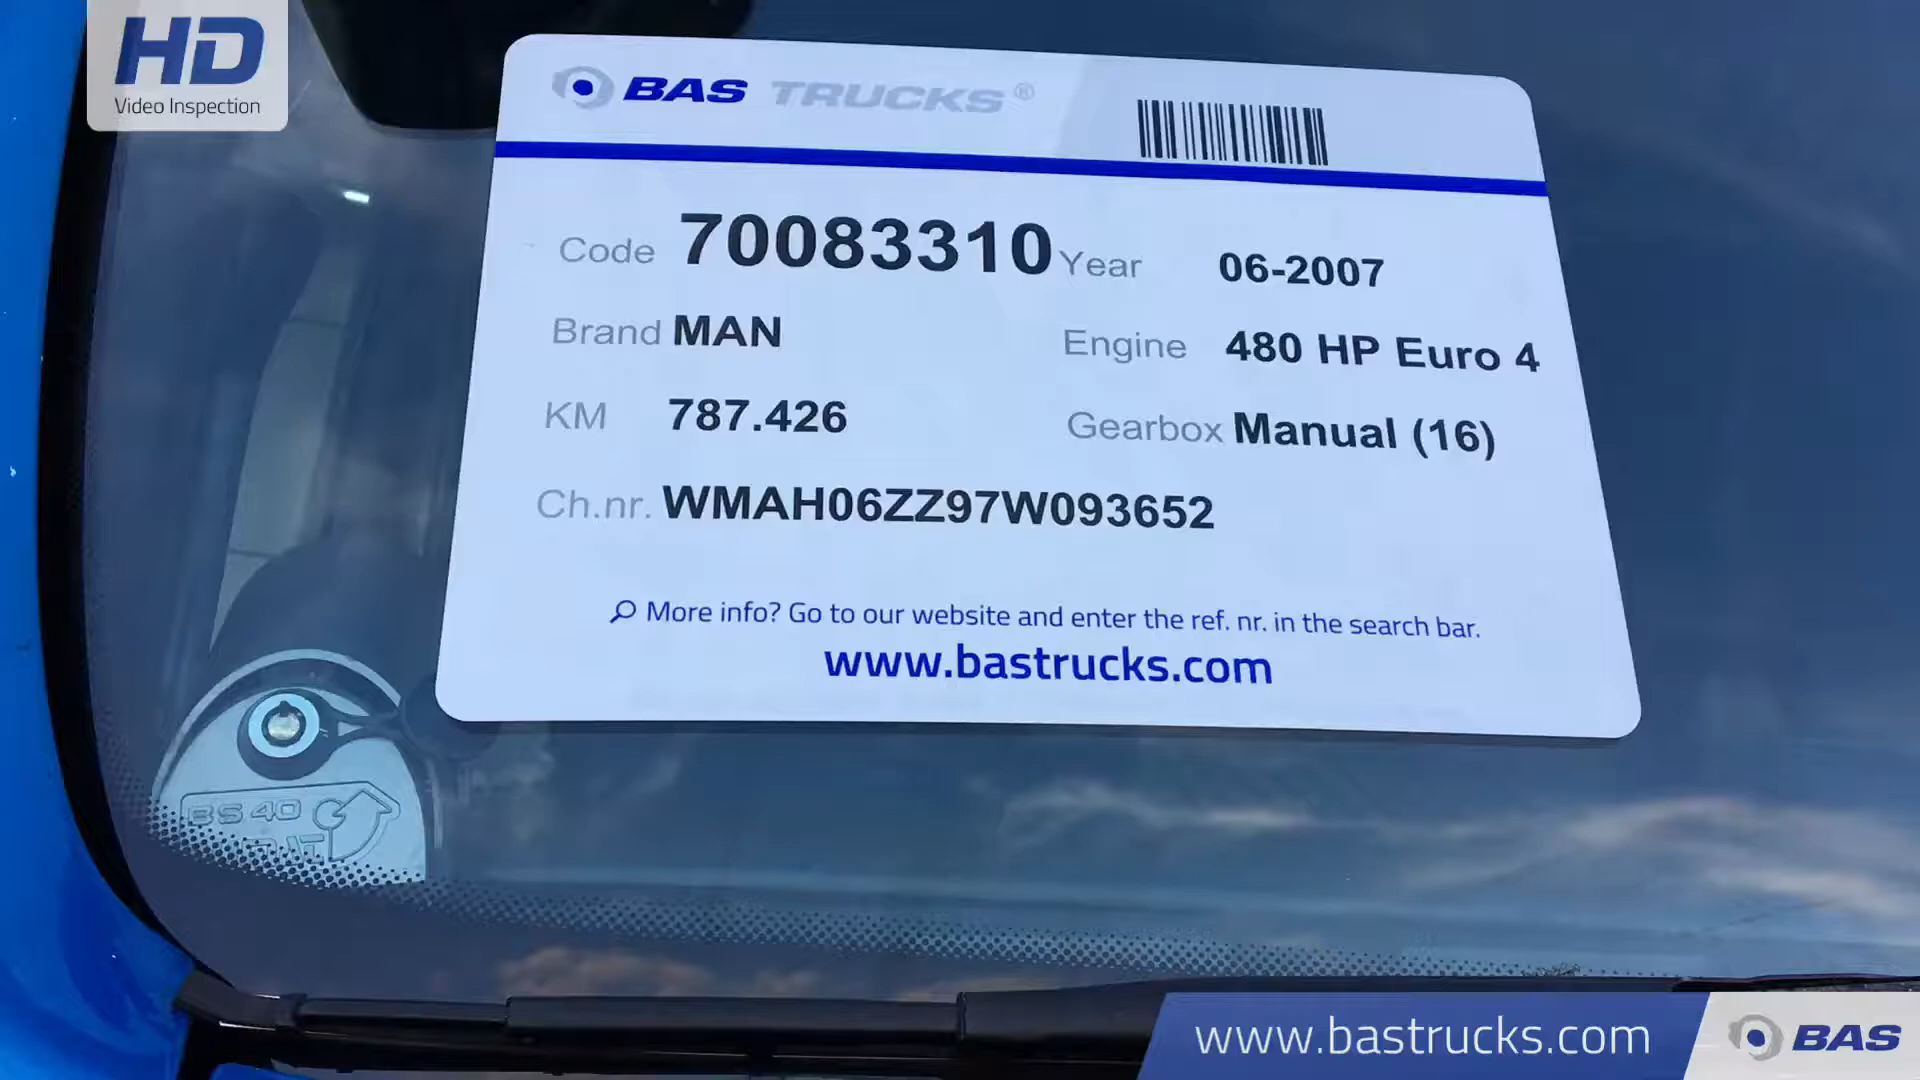 HD
Video Inspection
BAS TRUCKS®
Code 70083310 Year 06-2007
Brand MAN Engine 480 HP Euro 4
KM 787.426 Gearbox Manual (16)
Ch.nr. WMAH06ZZ97W093652
More info? Go to our website and enter the ref. nr. in the search bar.
www.bastrucks.com
BS 40
www.bastrucks.com BAS